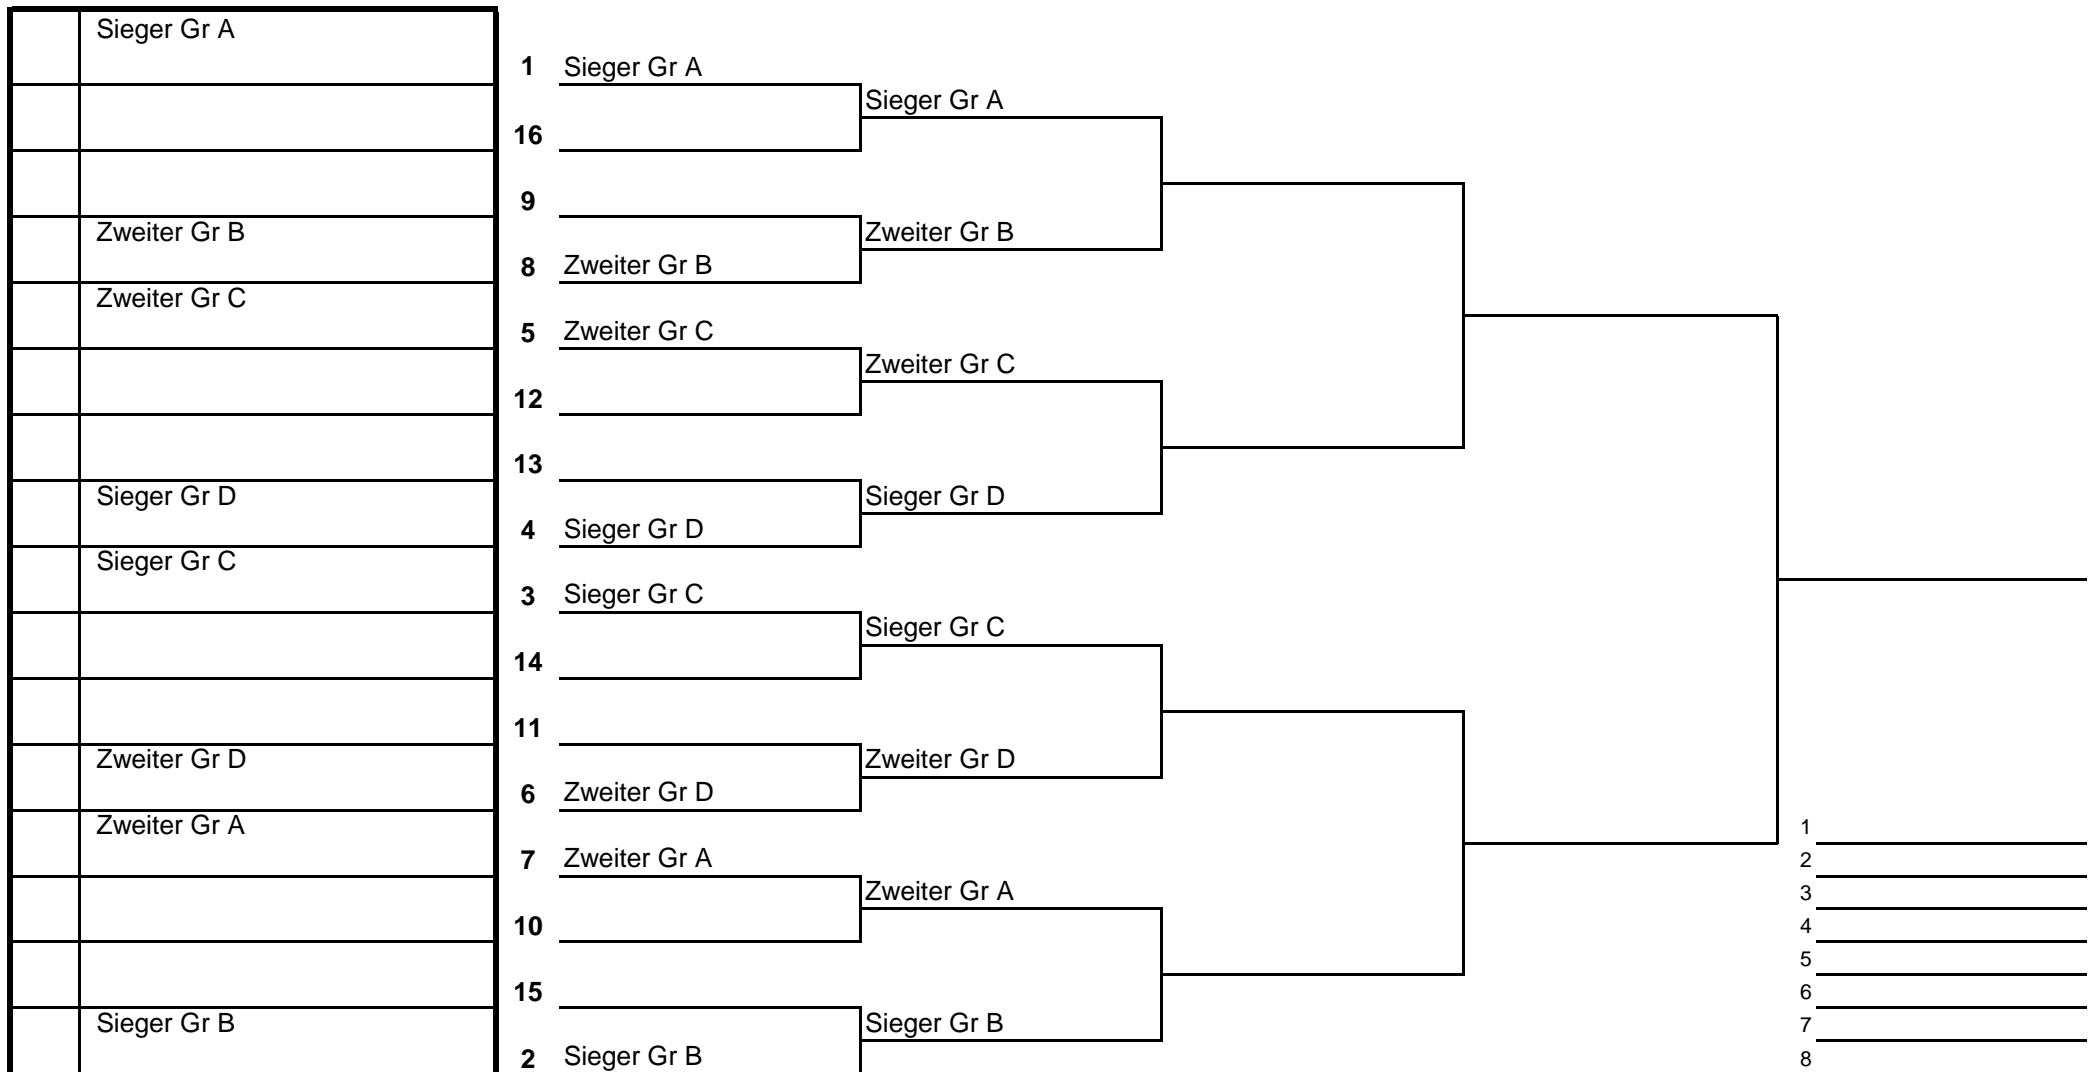 Sieger Gr A
1 Sieger Gr A
Sieger Gr A
16
9
Zweiter Gr B
Zweiter Gr B
8 Zweiter Gr B
Zweiter Gr C
5 Zweiter Gr C
Zweiter Gr C
12
13
Sieger Gr D
Sieger Gr D
4 Sieger Gr D
Sieger Gr C
3 Sieger Gr C
Sieger Gr C
14
11
Zweiter Gr D
Zweiter Gr D
6 Zweiter Gr D
Zweiter Gr A
1
7 Zweiter Gr A
2
Zweiter Gr A
3
10
4
5
15
6
Sieger Gr B
Sieger Gr B
7
2 Sieger Gr B
8